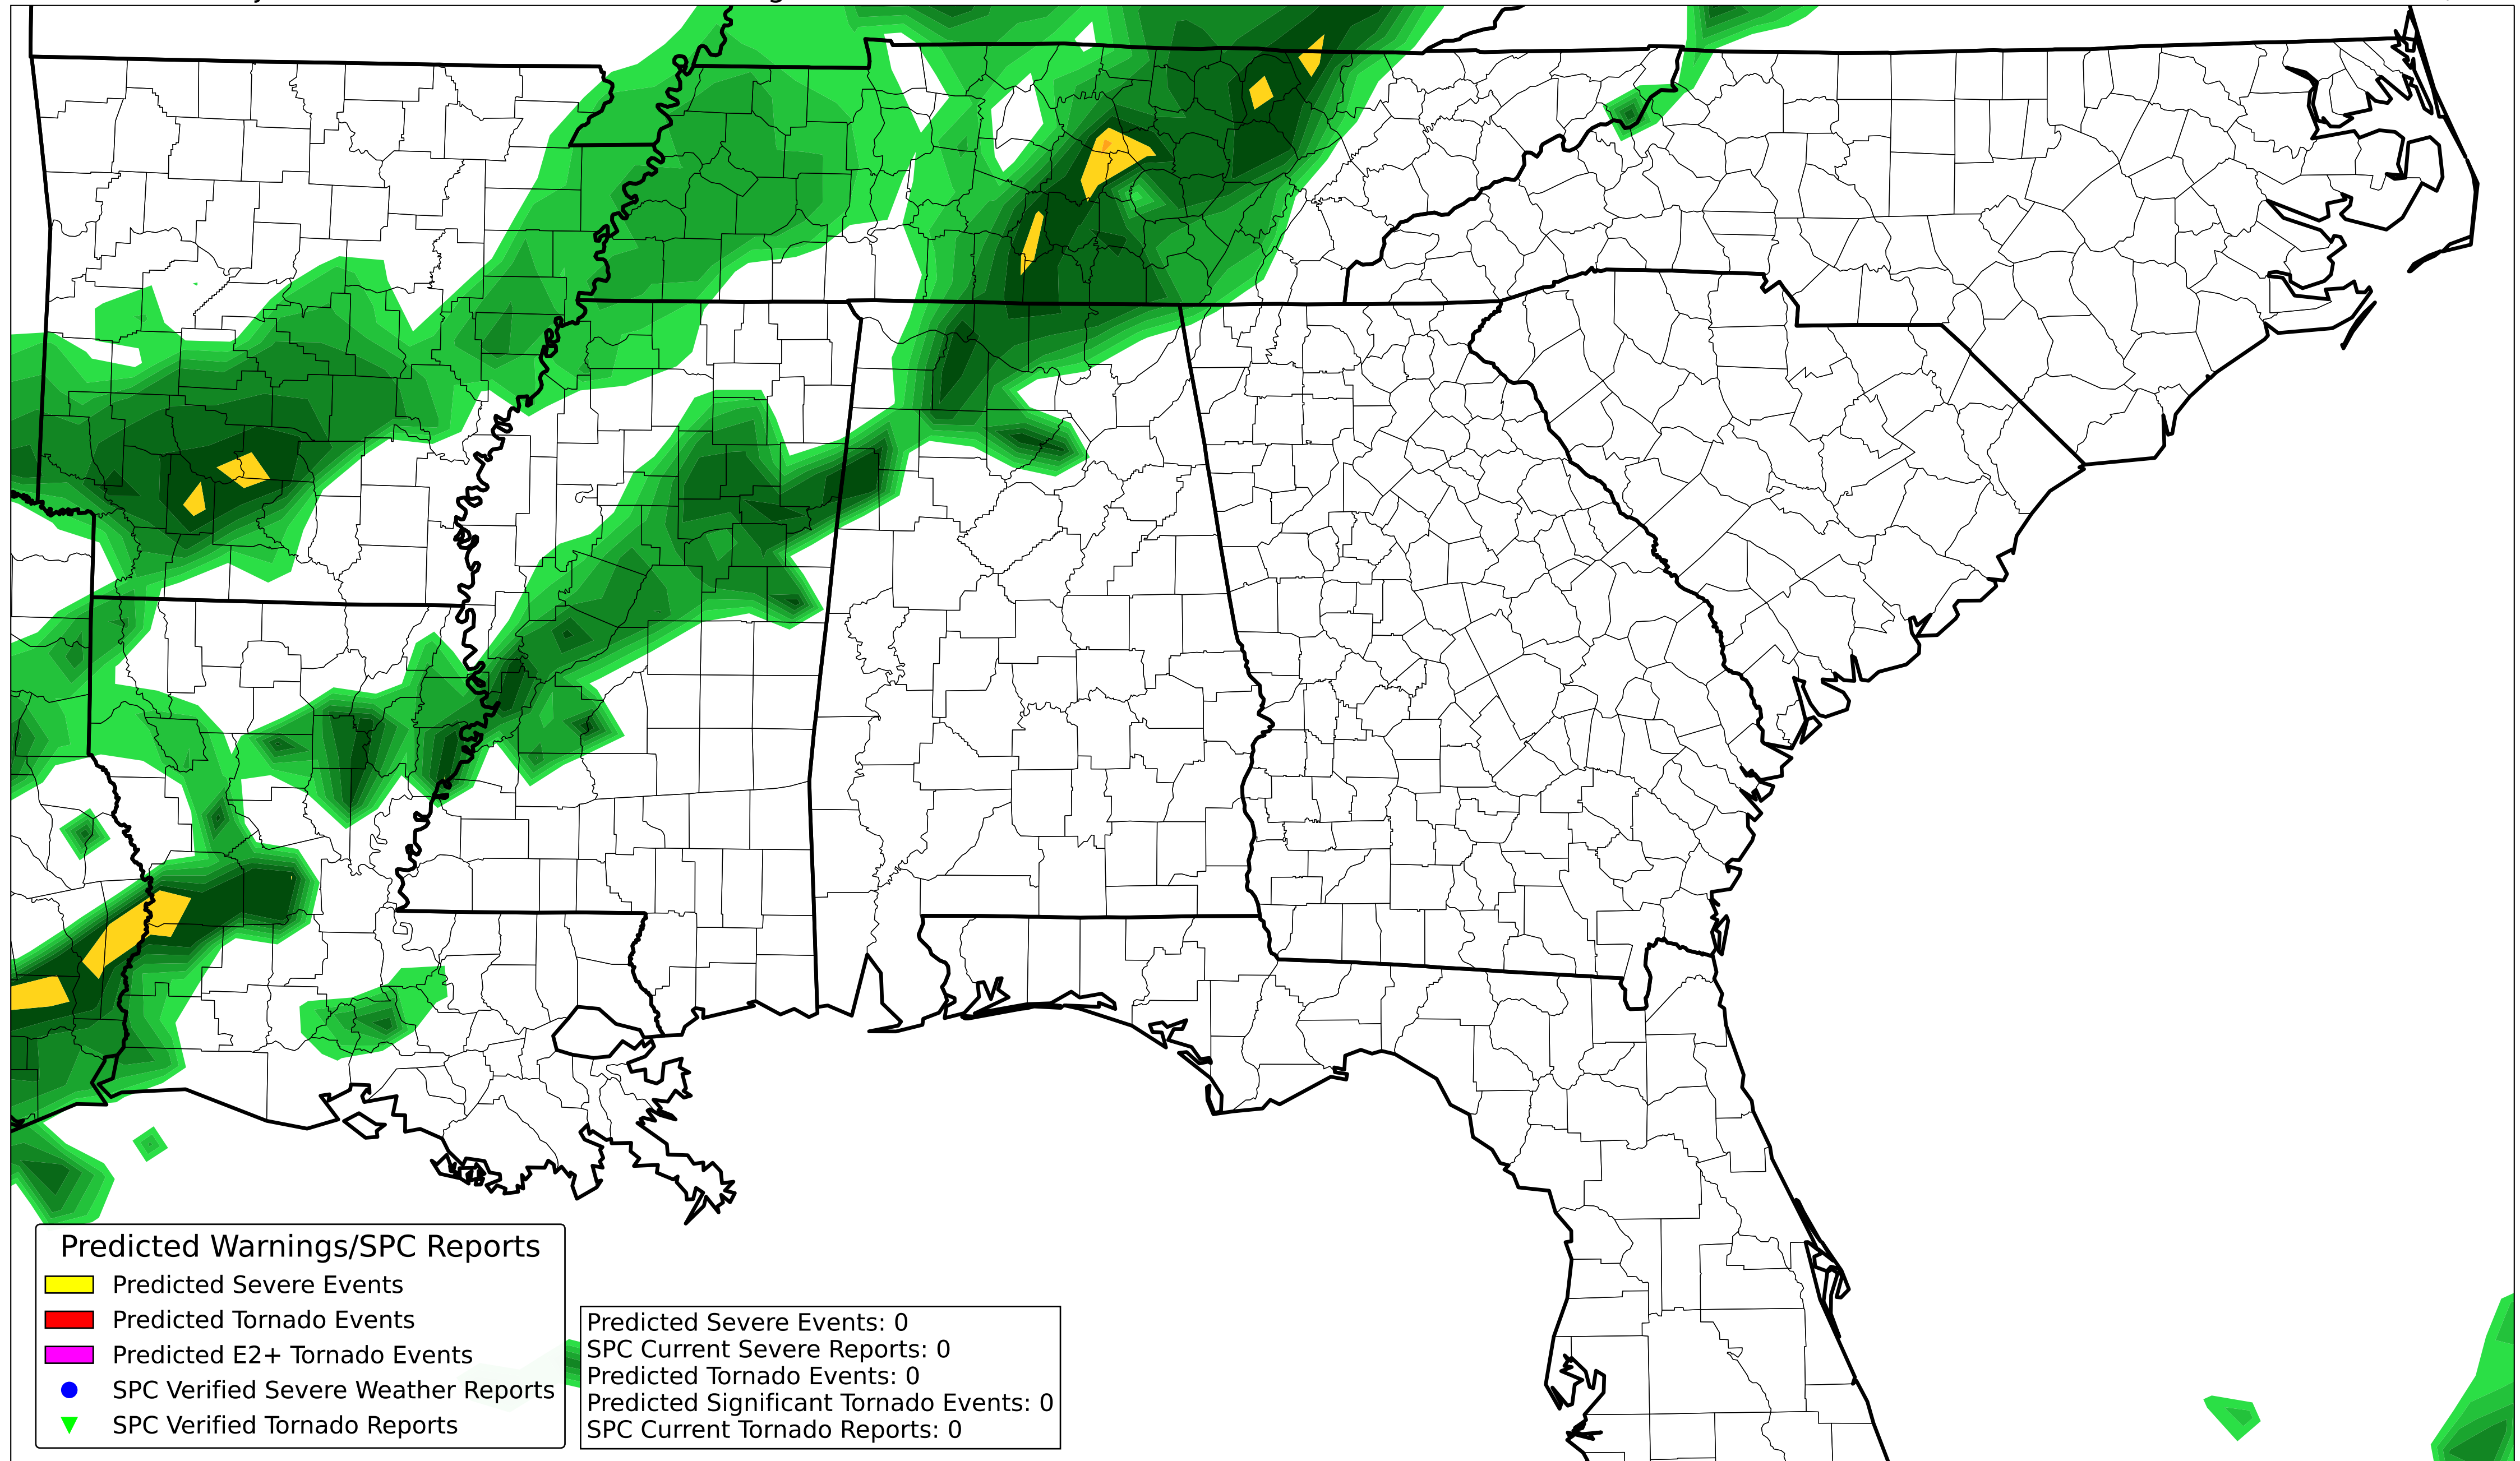 Predicted Warnings/SPC Reports
Predicted Severe Events
Predicted Tornado Events
Predicted E2+ Tornado Events
SPC Verified Severe Weather Reports
SPC Verified Tornado Reports
Predicted Severe Events: 0
SPC Current Severe Reports: 0
Predicted Tornado Events: 0
Predicted Significant Tornado Events: 0
SPC Current Tornado Reports: 0